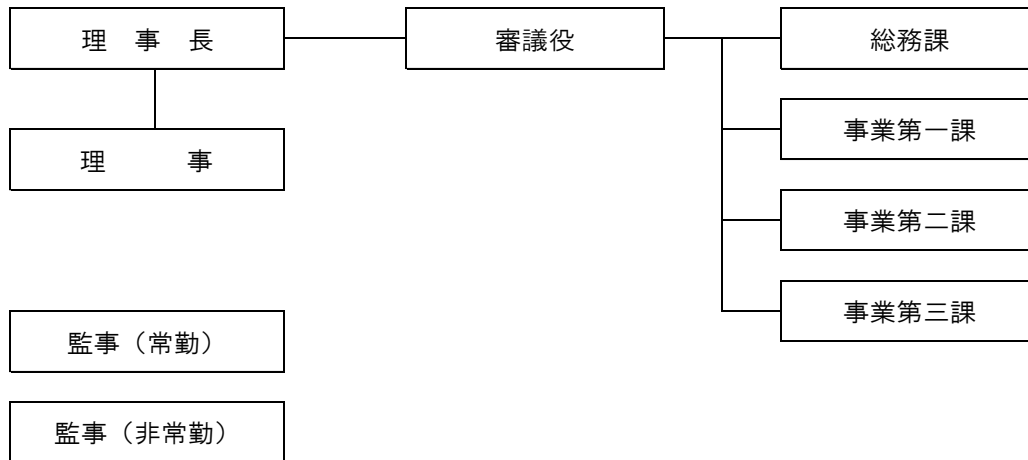 理　事　長
審議役
総務課
理　　　事
事業第一課
事業第二課
事業第三課
監事（常勤）
監事（非常勤）